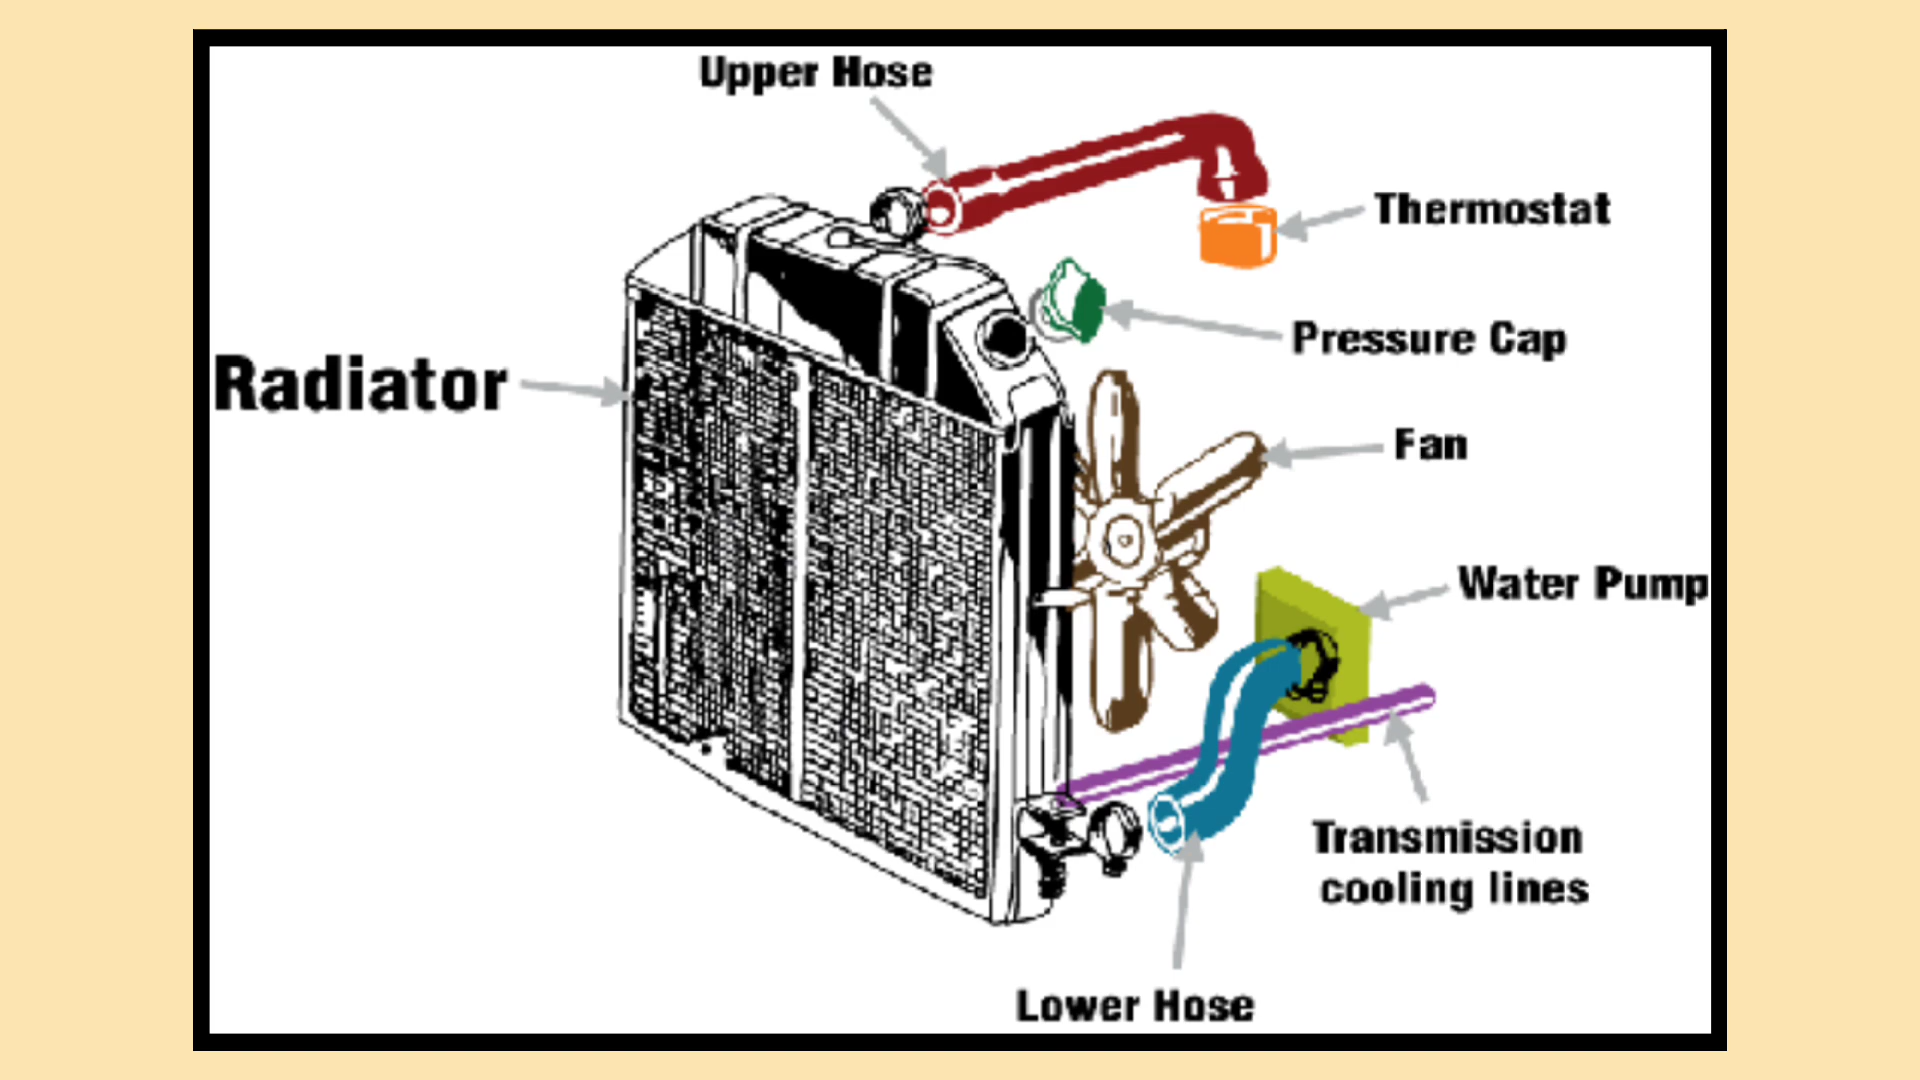 Upper Hose
Thermostat
Pressure Cap
Radiator
Fan
Water Pump
Transmission
cooling lines
Lower Hose